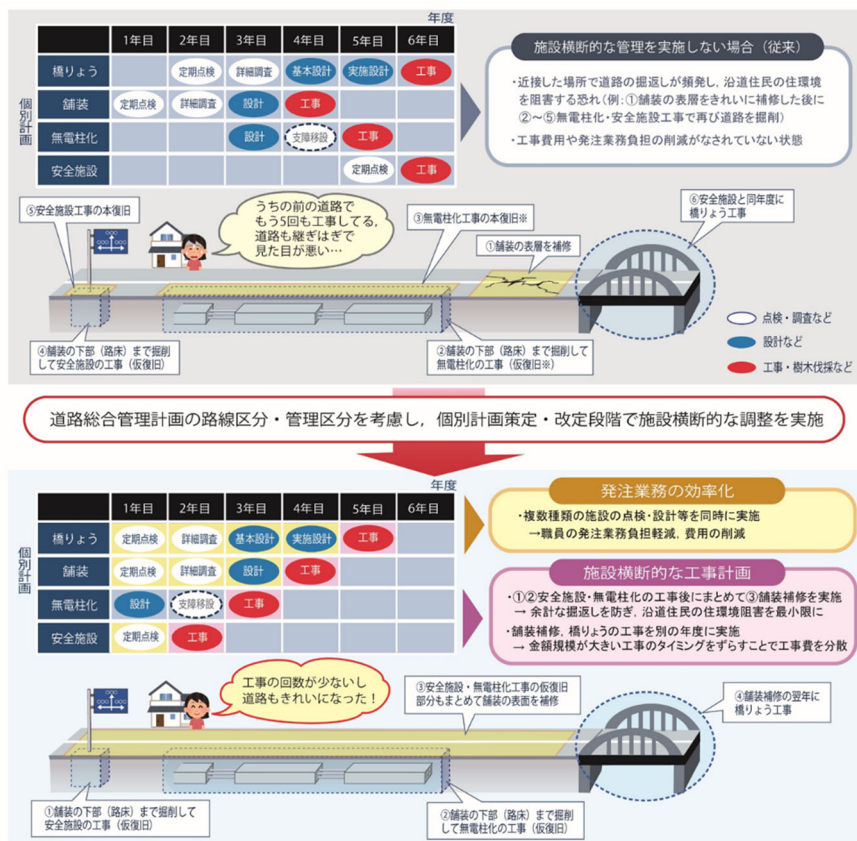 年度
1年目 2年目 3年目 4年目 5年目 6年目
個別計画
橋りょう 定期点検 詳細調査 基本設計 実施設計 工事
舗装 定期点検 詳細調査 設計 工事
無電柱化 設計 支障移設 工事
安全施設 定期点検 工事
施設横断的な管理を実施しない場合（従来）
・近接した場所で道路の掘返しが頻発し，沿道住民の住環境
を阻害する恐れ（例：①舗装の表層をきれいに補修した後に
②～⑤無電柱化・安全施設工事で再び道路を掘削）
・工事費用や発注業務負担の削減がなされていない状態
⑤安全施設工事の本復旧
うちの前の道路で
もう5回も工事してる，
道路も継ぎはぎで
見た目が悪い…
③無電柱化工事の本復旧※
①舗装の表層を補修
⑥安全施設と同年度に
橋りょう工事
④舗装の下部（路床）まで掘削
して安全施設の工事（仮復旧）
②舗装の下部（路床）まで掘削して
無電柱化の工事（仮復旧※）
点検・調査など
設計など
工事・樹木伐採など
道路総合管理計画の路線区分・管理区分を考慮し，個別計画策定・改定段階で施設横断的な調整を実施
年度
1年目 2年目 3年目 4年目 5年目 6年目
個別計画
橋りょう 定期点検 詳細調査 基本設計 実施設計 工事
舗装 定期点検 詳細調査 設計 工事
無電柱化 設計 支障移設 工事
安全施設 定期点検 工事
発注業務の効率化
・複数種類の施設の点検・設計等を同時に実施
→職員の発注業務負担軽減，費用の削減
施設横断的な工事計画
・①②安全施設・無電柱化の工事後にまとめて③舗装補修を実施
→ 余計な掘返しを防ぎ，沿道住民の住環境阻害を最小限に
・舗装補修，橋りょうの工事を別の年度に実施
→ 金額規模が大きい工事のタイミングをずらすことで工事費を分散
工事の回数が少ないし
道路もきれいになった！
③安全施設・無電柱化工事の仮復旧
部分もまとめて舗装の表面を補修
④舗装補修の翌年に
橋りょう工事
①舗装の下部（路床）まで掘削して
安全施設の工事（仮復旧）
②舗装の下部（路床）まで掘削
して無電柱化の工事（仮復旧）